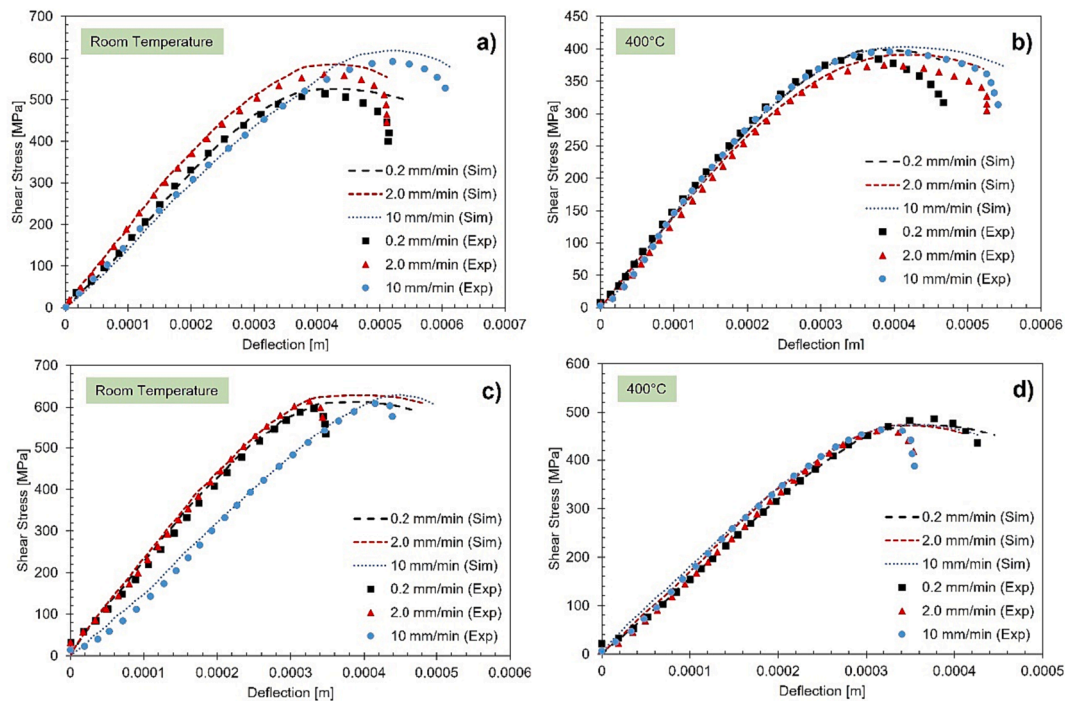 Room Temperature
a)
Shear Stress [MPa]
700
600
500
400
300
200
100
0
0.2 mm/min (Sim)
2.0 mm/min (Sim)
10 mm/min (Sim)
0.2 mm/min (Exp)
2.0 mm/min (Exp)
10 mm/min (Exp)
0 0.0001 0.0002 0.0003 0.0004 0.0005 0.0006 0.0007
Deflection [m]
400°C
b)
Shear Stress [MPa]
450
400
350
300
250
200
150
100
50
0
0.2 mm/min (Sim)
2.0 mm/min (Sim)
10 mm/min (Sim)
0.2 mm/min (Exp)
2.0 mm/min (Exp)
10 mm/min (Exp)
0 0.0001 0.0002 0.0003 0.0004 0.0005 0.0006
Deflection [m]
Room Temperature
c)
Shear Stress [MPa]
700
600
500
400
300
200
100
0
0.2 mm/min (Sim)
2.0 mm/min (Sim)
10 mm/min (Sim)
0.2 mm/min (Exp)
2.0 mm/min (Exp)
10 mm/min (Exp)
0 0.0001 0.0002 0.0003 0.0004 0.0005 0.0006
Deflection [m]
400°C
d)
Shear Stress [MPa]
600
500
400
300
200
100
0
0.2 mm/min (Sim)
2.0 mm/min (Sim)
10 mm/min (Sim)
0.2 mm/min (Exp)
2.0 mm/min (Exp)
10 mm/min (Exp)
0 0.0001 0.0002 0.0003 0.0004 0.0005
Deflection [m]